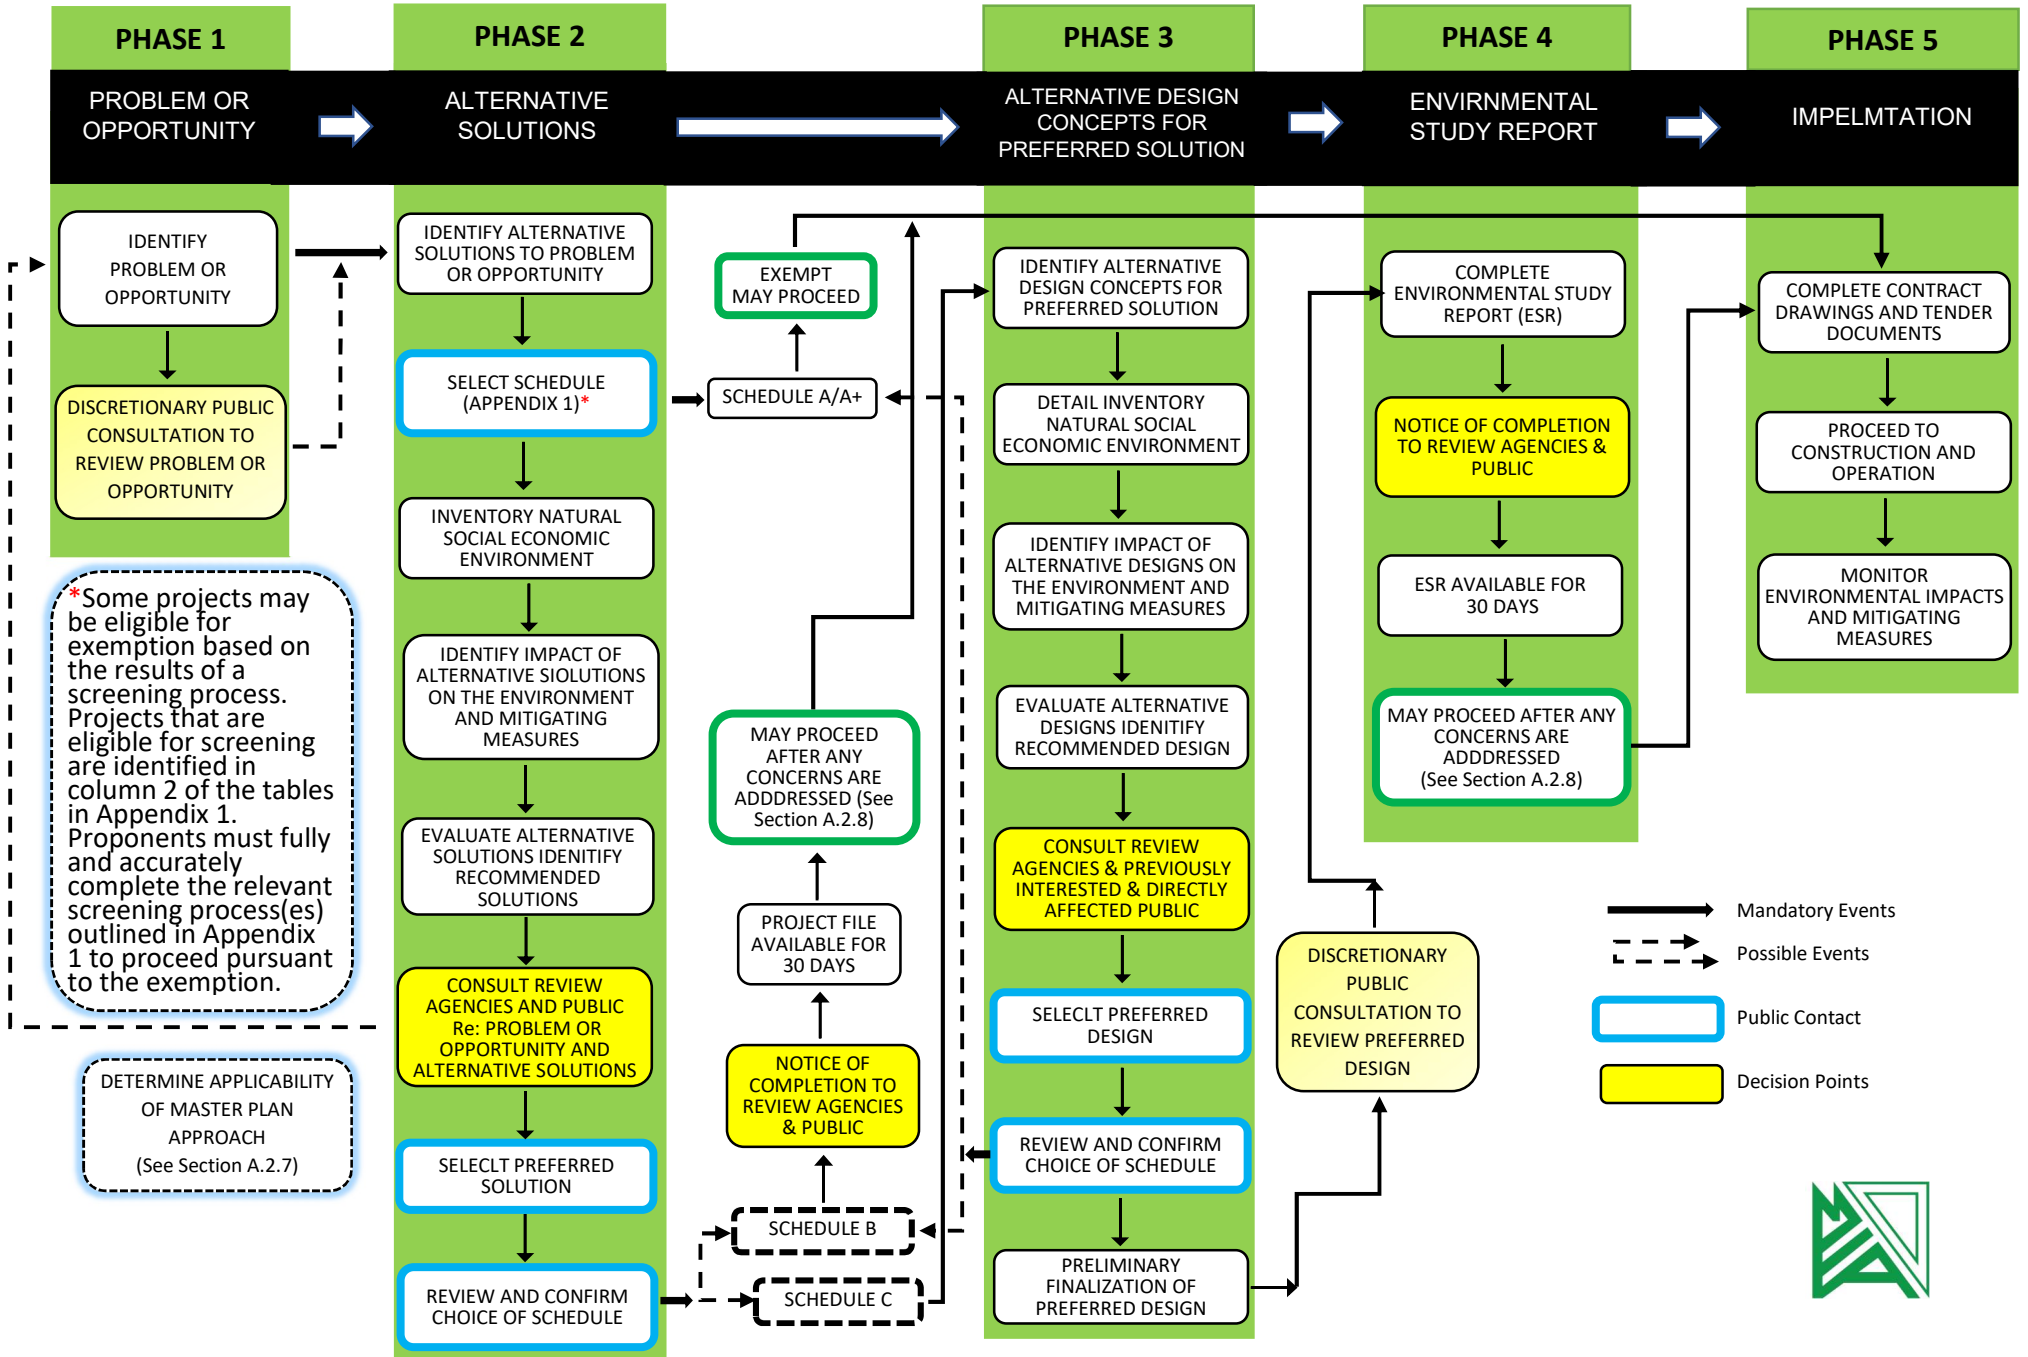 PHASE 1
PROBLEM OR
OPPORTUNITY
IDENTIFY
PROBLEM OR
OPPORTUNITY
DISCRETIONARY PUBLIC
CONSULTATION TO
REVIEW PROBLEM OR
OPPORTUNITY
*Some projects may
be eligible for
exemption based on
the results of a
screening process.
Projects that are
eligible for screening
are identified in
column 2 of the tables
in Appendix 1.
Proponents must fully
and accurately
complete the relevant
screening process(es)
outlined in Appendix
1 to proceed pursuant
to the exemption.
DETERMINE APPLICABILITY
OF MASTER PLAN
APPROACH
(See Section A.2.7)
PHASE 2
ALTERNATIVE
SOLUTIONS
IDENTIFY ALTERNATIVE
SOLUTIONS TO PROBLEM
OR OPPORTUNITY
SELECT SCHEDULE
(APPENDIX 1)*
INVENTORY NATURAL
SOCIAL ECONOMIC
ENVIRONMENT
IDENTIFY IMPACT OF
ALTERNATIVE SIOLUTIONS
ON THE ENVIRONMENT
AND MITIGATING
MEASURES
EVALUATE ALTERNATIVE
SOLUTIONS IDENITIFY
RECOMMENDED
SOLUTIONS
CONSULT REVIEW
AGENCIES AND PUBLIC
Re: PROBLEM OR
OPPORTUNITY AND
ALTERNATIVE SOLUTIONS
SELECLT PREFERRED
SOLUTION
REVIEW AND CONFIRM
CHOICE OF SCHEDULE
EXEMPT
MAY PROCEED
SCHEDULE A/A+
MAY PROCEED
AFTER ANY
CONCERNS ARE
ADDDRESSED (See
Section A.2.8)
PROJECT FILE
AVAILABLE FOR
30 DAYS
NOTICE OF
COMPLETION TO
REVIEW AGENCIES
& PUBLIC
SCHEDULE B
SCHEDULE C
PHASE 3
ALTERNATIVE DESIGN
CONCEPTS FOR
PREFERRED SOLUTION
IDENTIFY ALTERNATIVE
DESIGN CONCEPTS FOR
PREFERRED SOLUTION
DETAIL INVENTORY
NATURAL SOCIAL
ECONOMIC ENVIRONMENT
IDENTIFY IMPACT OF
ALTERNATIVE DESIGNS ON
THE ENVIRONMENT AND
MITIGATING MEASURES
EVALUATE ALTERNATIVE
DESIGNS IDENITIFY
RECOMMENDED DESIGN
CONSULT REVIEW
AGENCIES & PREVIOUSLY
INTERESTED & DIRECTLY
AFFECTED PUBLIC
SELECLT PREFERRED
DESIGN
REVIEW AND CONFIRM
CHOICE OF SCHEDULE
PRELIMINARY
FINALIZATION OF
PREFERRED DESIGN
DISCRETIONARY
PUBLIC
CONSULTATION TO
REVIEW PREFERRED
DESIGN
PHASE 4
ENVIRNMENTAL
STUDY REPORT
COMPLETE
ENVIRONMENTAL STUDY
REPORT (ESR)
NOTICE OF COMPLETION
TO REVIEW AGENCIES &
PUBLIC
ESR AVAILABLE FOR
30 DAYS
MAY PROCEED AFTER ANY
CONCERNS ARE
ADDDRESSED
(See Section A.2.8)
PHASE 5
IMPELMTATION
COMPLETE CONTRACT
DRAWINGS AND TENDER
DOCUMENTS
PROCEED TO
CONSTRUCTION AND
OPERATION
MONITOR
ENVIRONMENTAL IMPACTS
AND MITIGATING
MEASURES
Mandatory Events
Possible Events
Public Contact
Decision Points
MEA